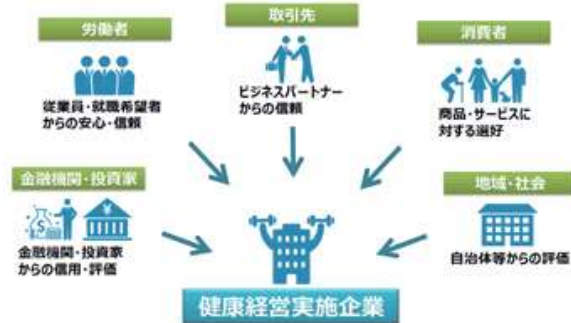 労働者
取引先
消費者
従業員・就職希望者
からの安心・信頼
ビジネスパートナー
からの信頼
商品・サービスに
対する選好
金融機関・投資家
地域・社会
金融機関・投資家
からの信用・評価
自治体等からの評価
健康経営実施企業